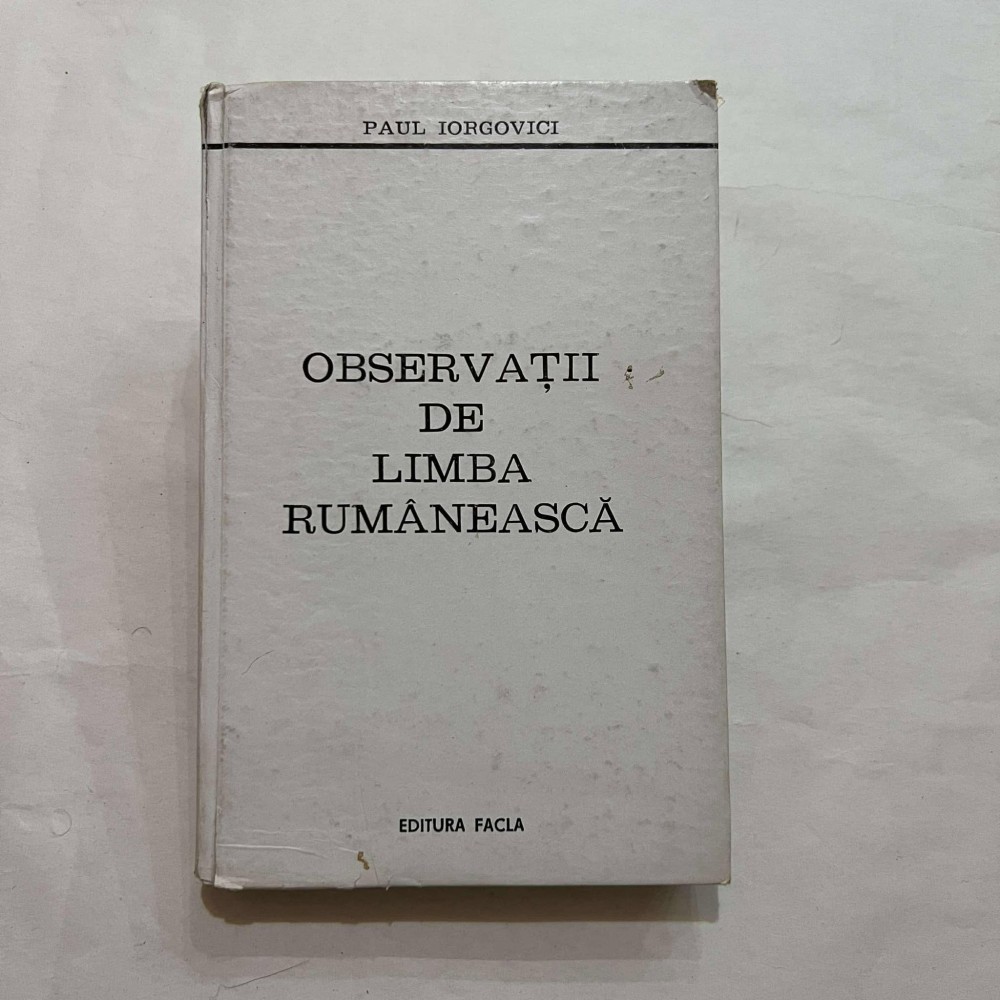 PAUL IORGOVICI
OBSERVAȚII
DE
LIMBA
RUMÂNEASCĂ
EDITURA FACLA